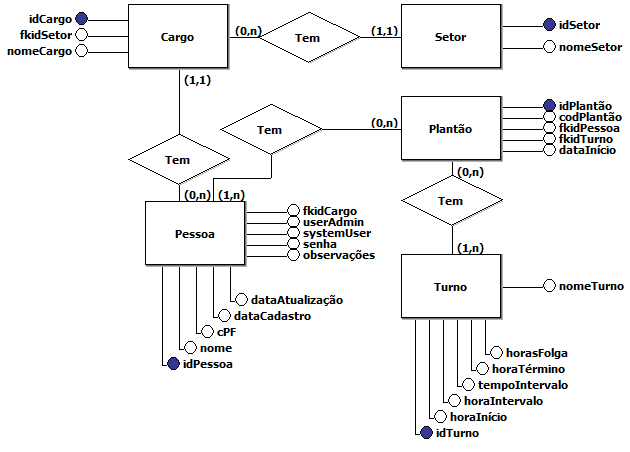 idCargo
fkidSetor
nomeCargo
Cargo
(0,n)
Tem
(1,1)
Setor
idSetor
nomeSetor
(1,1)
Tem
(0,n)
Plantão
idPlantão
codPlantão
fkidPessoa
fkidTurno
dataInício
Tem
(0,n)
(1,n)
(0,n)
Tem
(1,n)
Pessoa
fkidCargo
userAdmin
systemUser
senha
observações
dataAtualização
dataCadastro
cPF
nome
idPessoa
Turno
nomeTurno
horasFolga
horaTérmino
tempoIntervalo
horaIntervalo
horaInício
idTurno